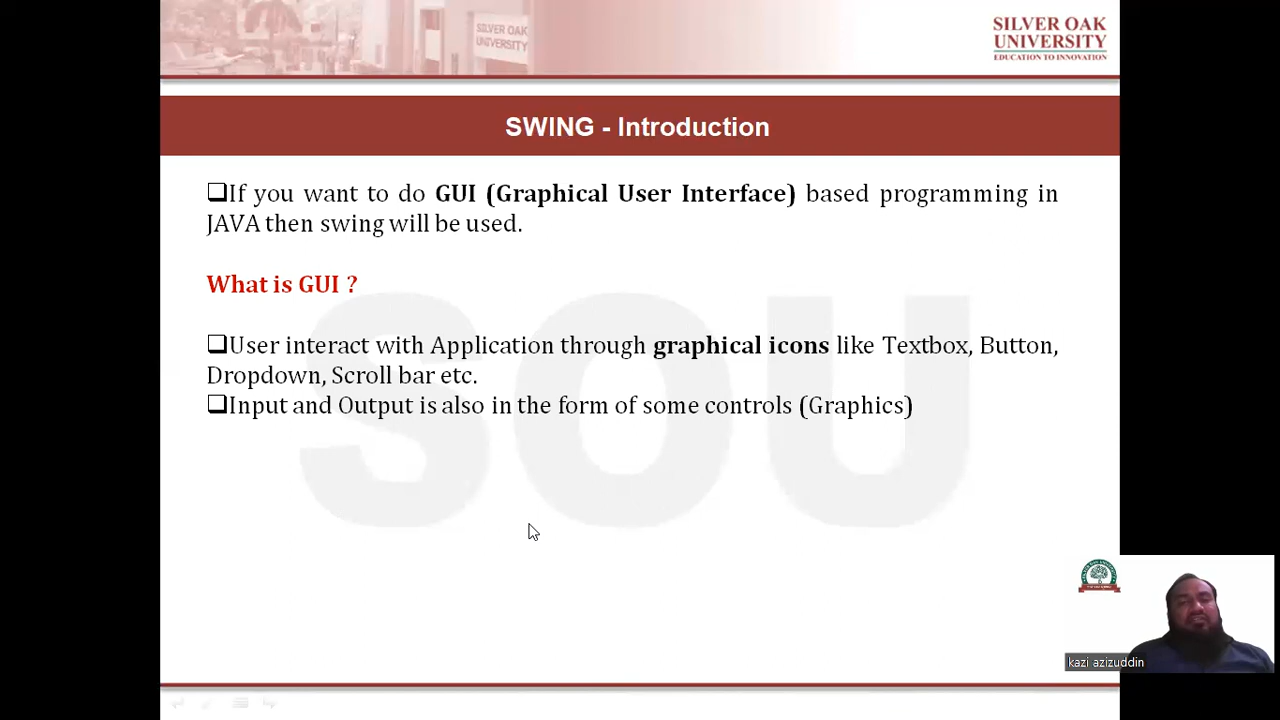 SILVER OAK
UNIVERSITY
SILVER OAK
UNIVERSITY
EDUCATION TO INNOVATION
SWING - Introduction
❑If you want to do GUI (Graphical User Interface) based programming in
JAVA then swing will be used.
What is GUI ?
❑User interact with Application through graphical icons like Textbox, Button,
Dropdown, Scroll bar etc.
❑Input and Output is also in the form of some controls (Graphics)
SOU
kazi azizuddin